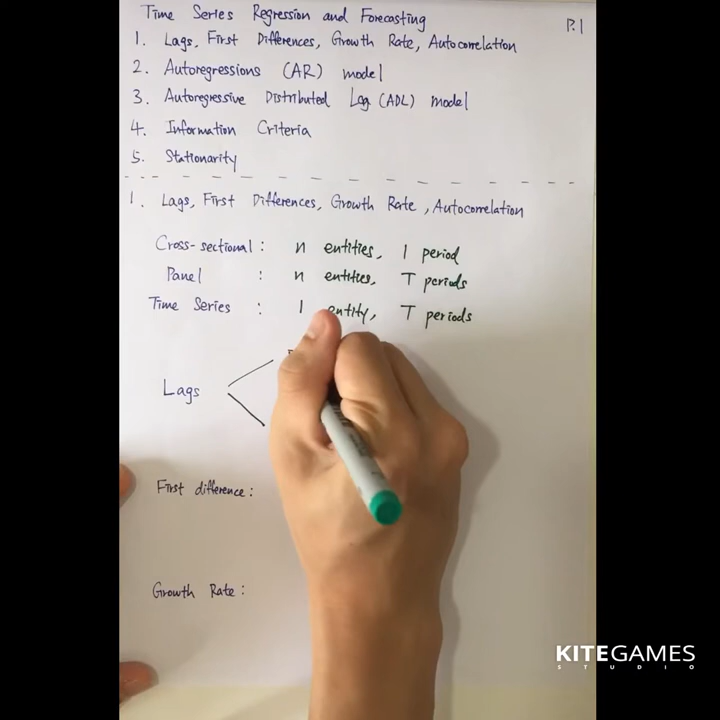 Time Series Regression and Forecasting P.1
1. Lags, First Differences, Growth Rate, Autocorrelation
2. Autoregressions (AR) model
3. Autoregressive Distributed Lag (ADL) model
4. Information Criteria
5. Stationarity
1. Lags, First Differences, Growth Rate, Autocorrelation
Cross-sectional : n entities, 1 period
Panel : n entities, T periods
Time Series : 1 entity, T periods
Lags
First difference :
Growth Rate :
KITEGAMES
STUDIO